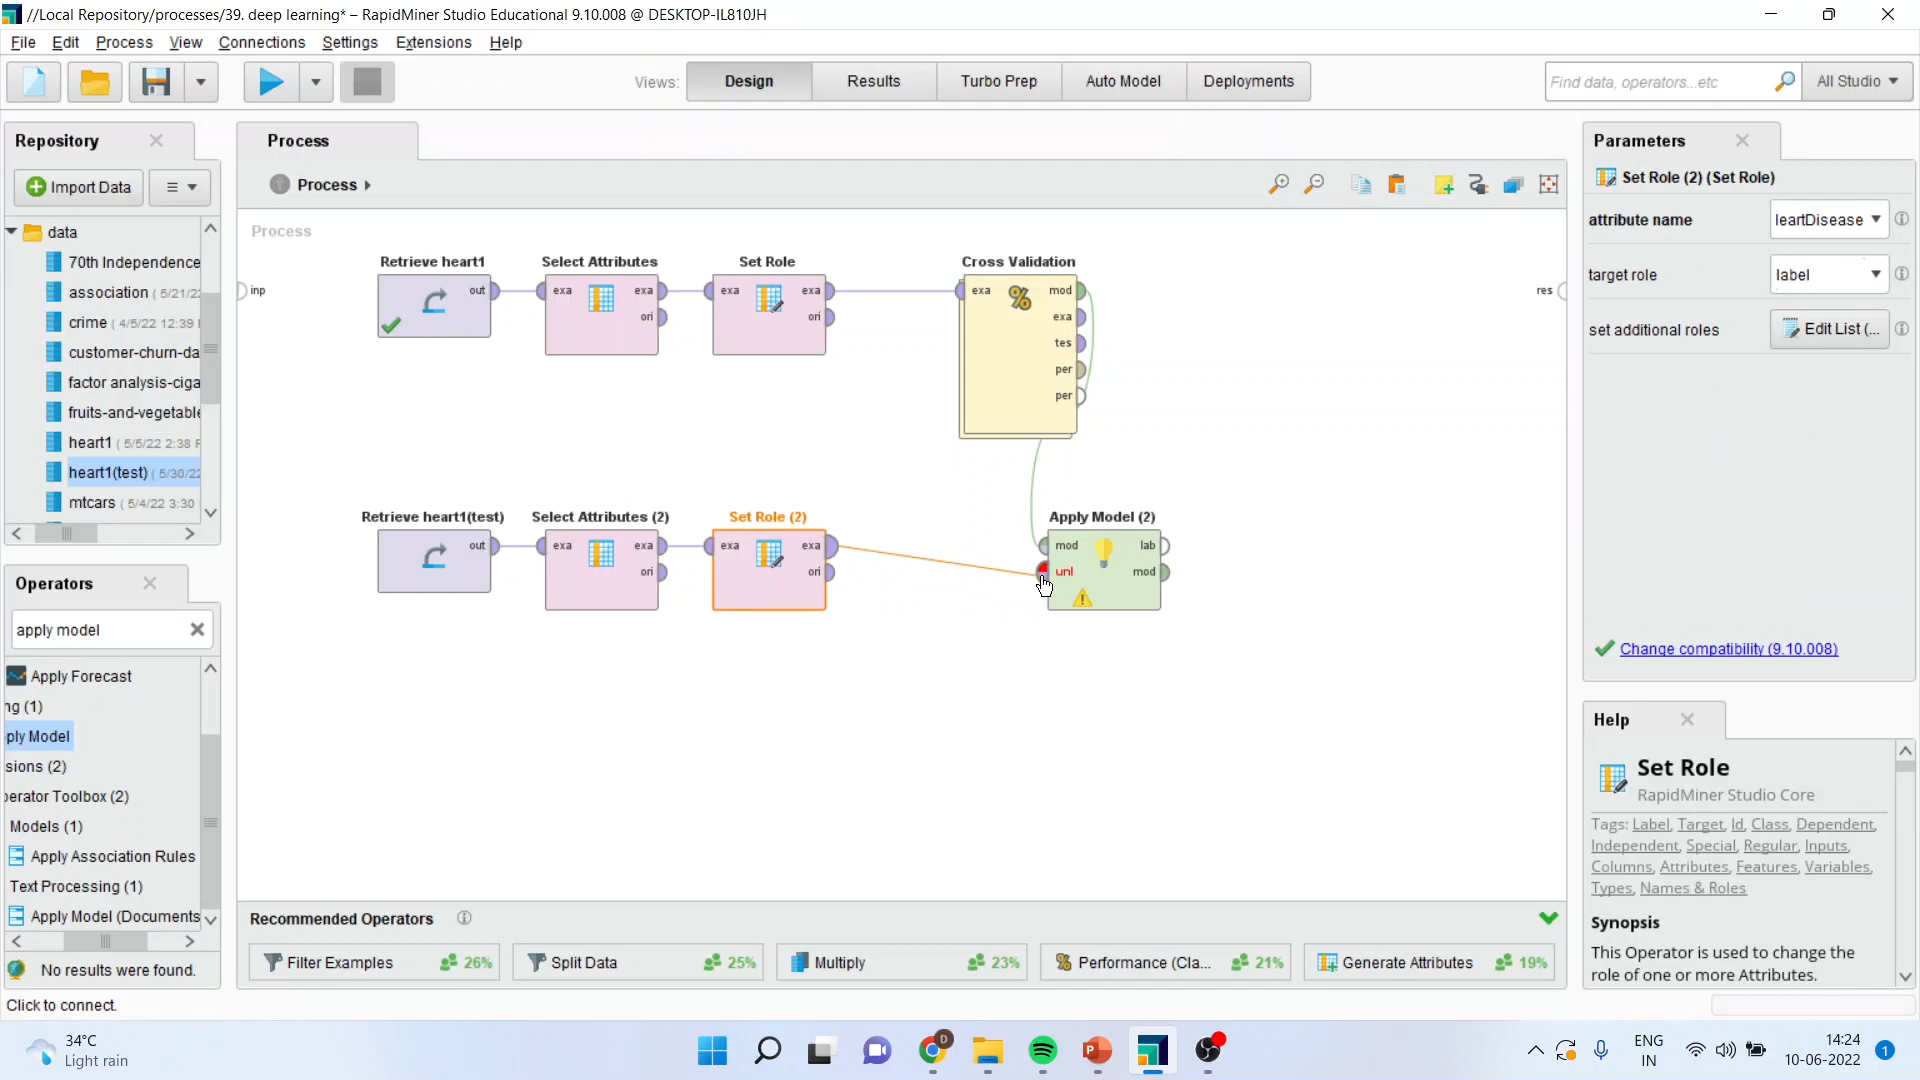 //Local Repository/processes/39. deep learning* – RapidMiner Studio Educational 9.10.008 @ DESKTOP-IL810JH
File Edit Process View Connections Settings Extensions Help
Views: Design Results Turbo Prep Auto Model Deployments
Find data, operators...etc All Studio
Repository
Import Data
data
70th Independence
association ( 5/21/2
crime ( 4/5/22 12:39
customer-churn-da
factor analysis-ciga
fruits-and-vegetable
heart1 ( 5/5/22 2:38 F
heart1(test) ( 5/30/22
mtcars ( 5/4/22 3:30
Operators
apply model
Apply Forecast
ng (1)
ply Model
sions (2)
perator Toolbox (2)
Models (1)
Apply Association Rules
Text Processing (1)
Apply Model (Documents
No results were found.
Click to connect.
Process
Process
Process
inp
res
Retrieve heart1
out
Select Attributes
exa exa
ori
Set Role
exa exa
ori
Cross Validation
exa mod
exa
tes
per
per
Retrieve heart1(test)
out
Select Attributes (2)
exa exa
ori
Set Role (2)
exa exa
ori
Apply Model (2)
mod lab
unl mod
Recommended Operators
Filter Examples 26%
Split Data 25%
Multiply 23%
Performance (Cla... 21%
Generate Attributes 19%
Parameters
Set Role (2) (Set Role)
attribute name leartDisease
target role label
set additional roles Edit List (...
Change compatibility (9.10.008)
Help
Set Role
RapidMiner Studio Core
Tags: Label, Target, Id, Class, Dependent,
Independent, Special, Regular, Inputs,
Columns, Attributes, Features, Variables,
Types, Names & Roles
Synopsis
This Operator is used to change the
role of one or more Attributes.
34°C
Light rain
D
P
ENG
IN
14:24
10-06-2022
1